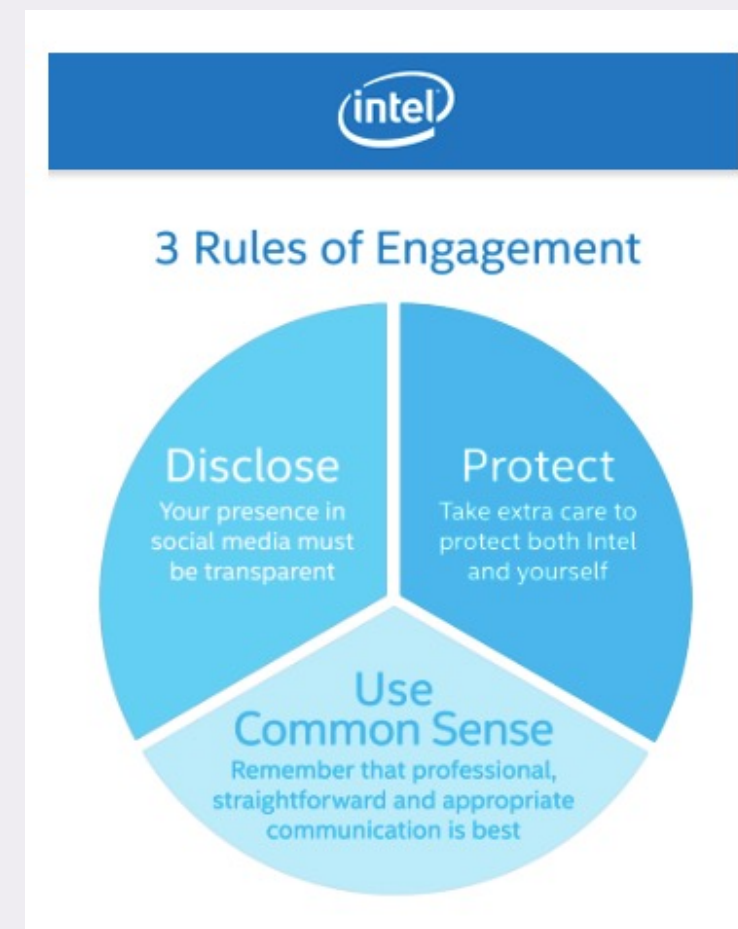 intel
3 Rules of Engagement
Disclose
Your presence in
social media must
be transparent
Protect
Take extra care to
protect both Intel
and yourself
Use
Common Sense
Remember that professional,
straightforward and appropriate
communication is best